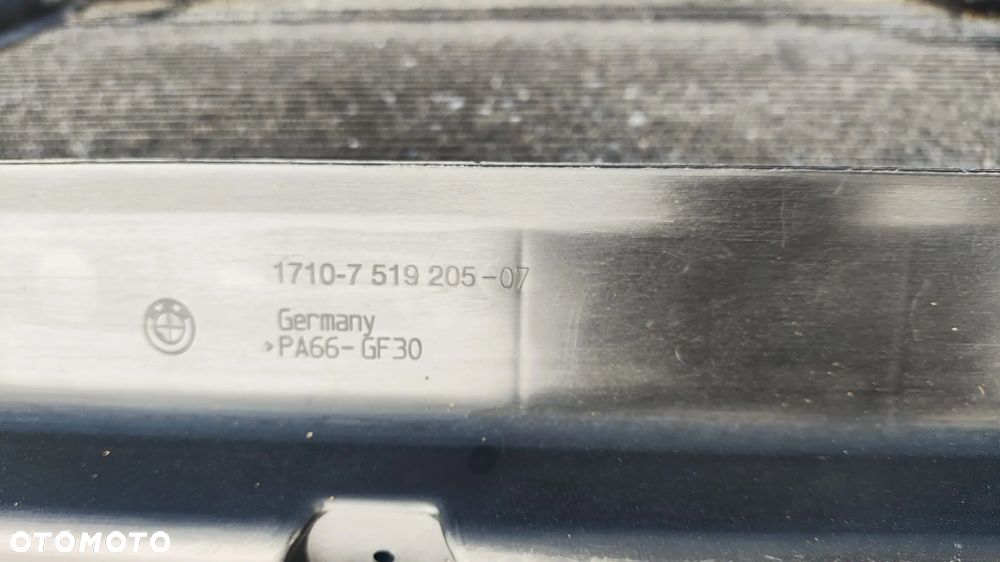 1710-7 519 205-07
Germany
>PA66-GF30
OTOMOTO